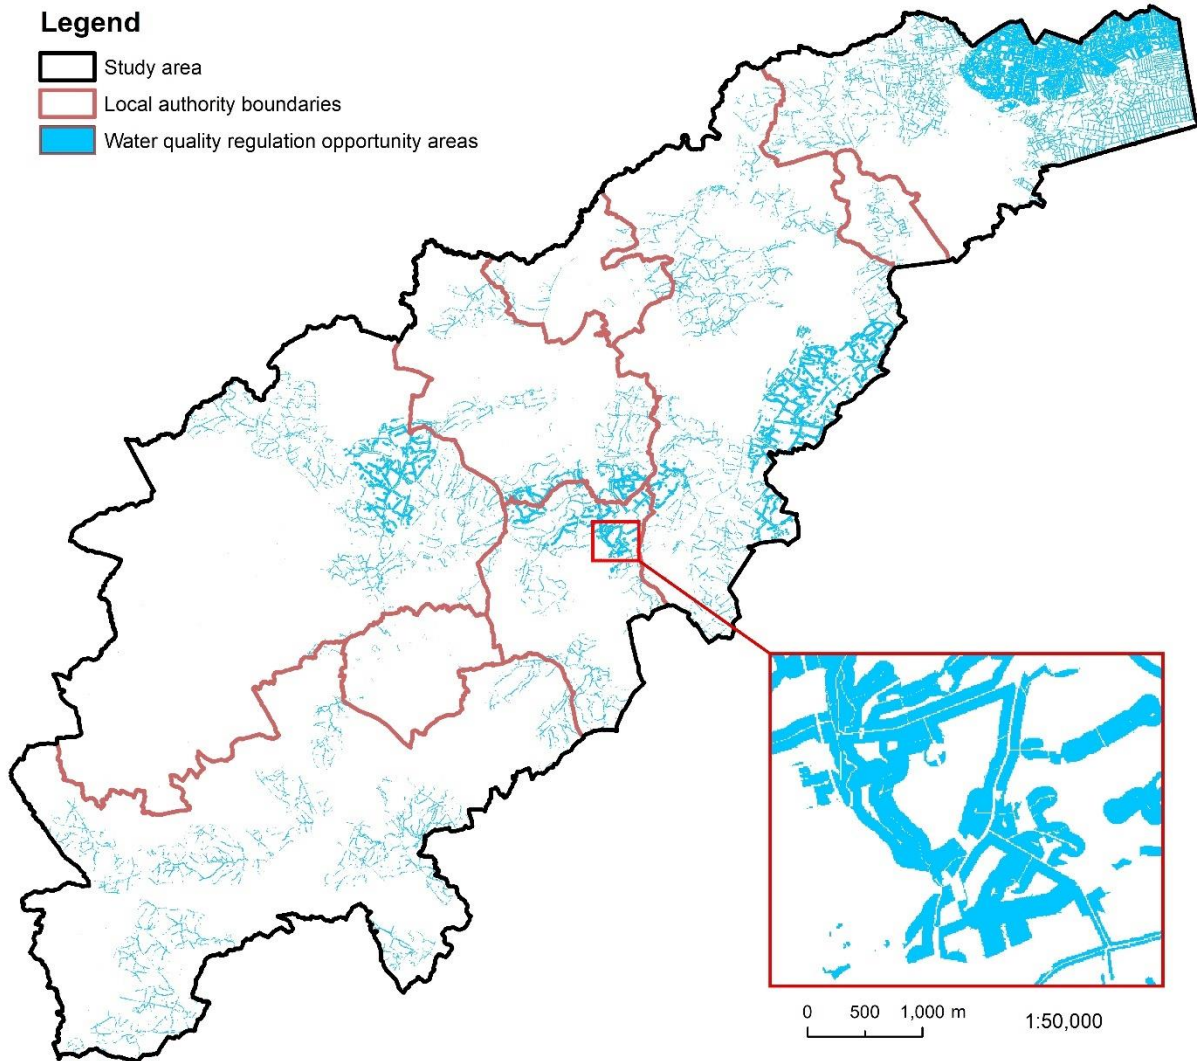 Legend
Study area
Local authority boundaries
Water quality regulation opportunity areas
0 500 1,000 m
1:50,000